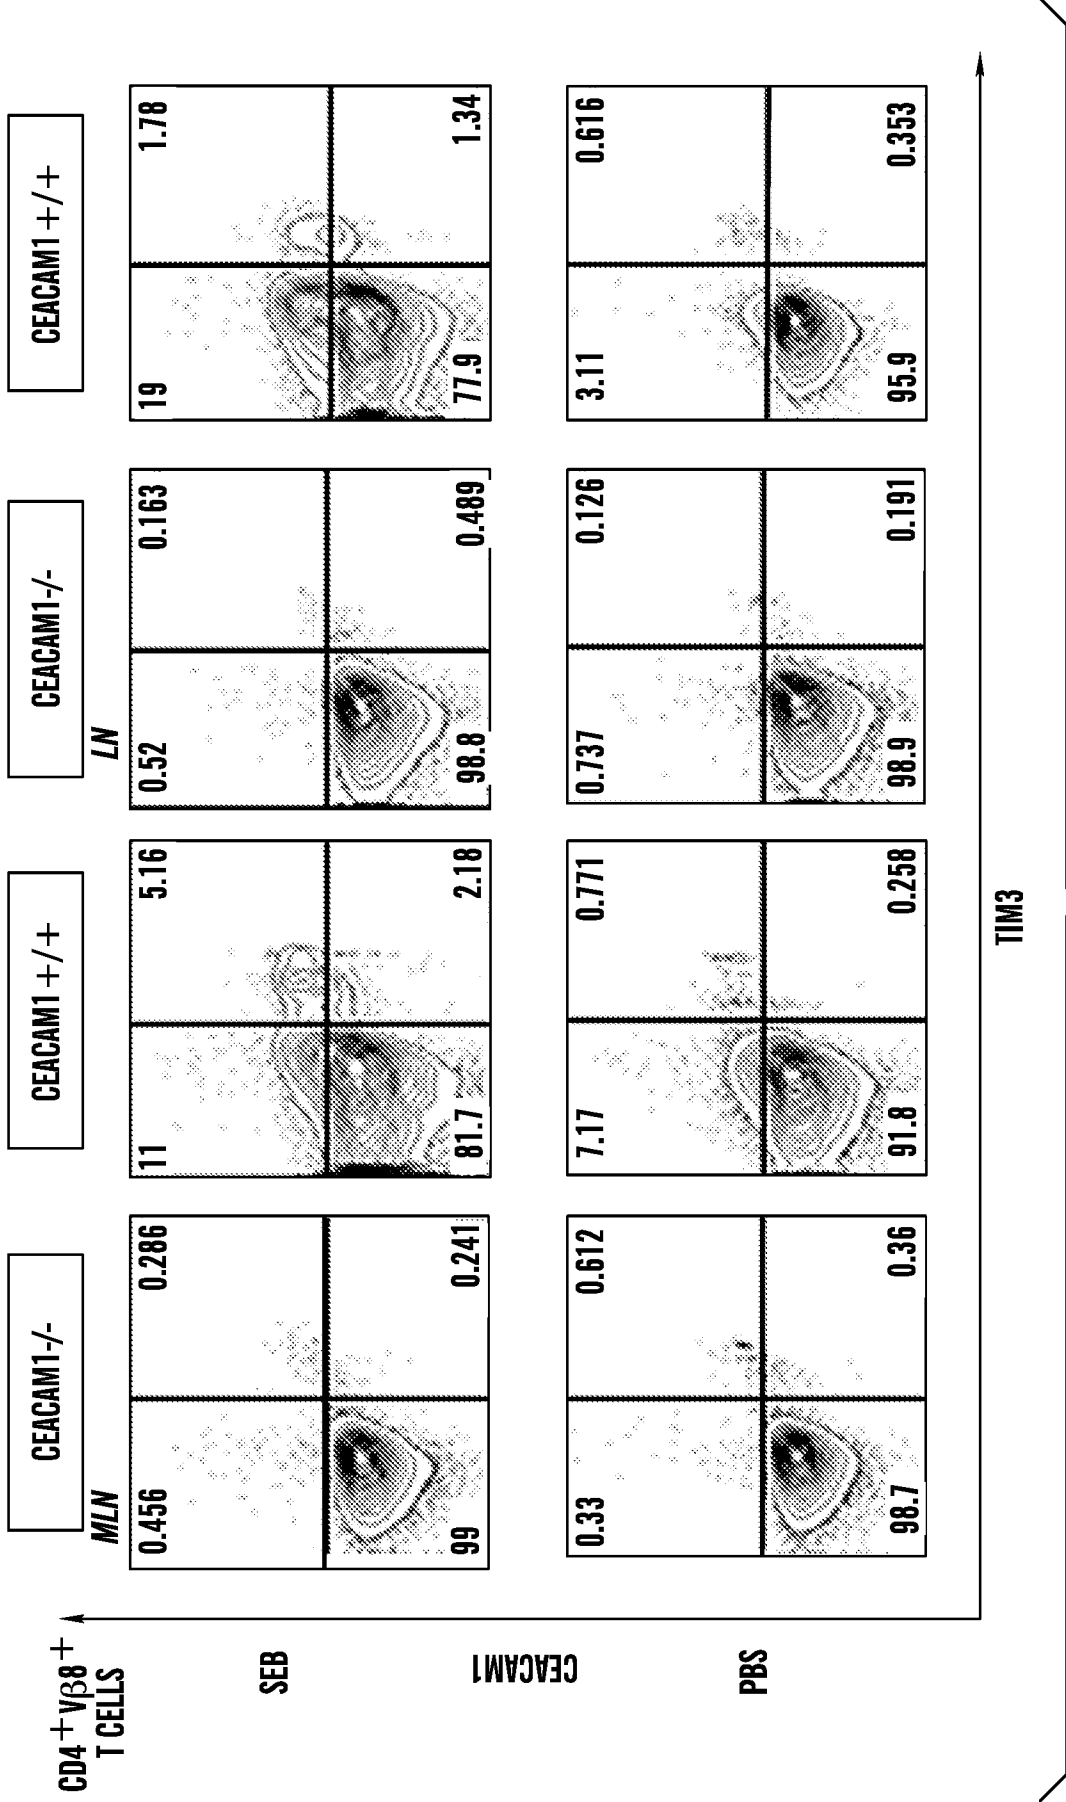 CD4+Vβ8+
T CELLS
CEACAM1-/-
CEACAM1+/+
CEACAM1-/-
CEACAM1+/+
MLN
LN
SEB
0.456
0.286
99
0.241
11
5.16
81.7
2.18
0.52
0.163
98.8
0.489
19
1.78
77.9
1.34
CEACAM1
PBS
0.33
0.612
98.7
0.36
7.17
0.771
91.8
0.258
0.737
0.126
98.9
0.191
3.11
0.616
95.9
0.353
TIM3